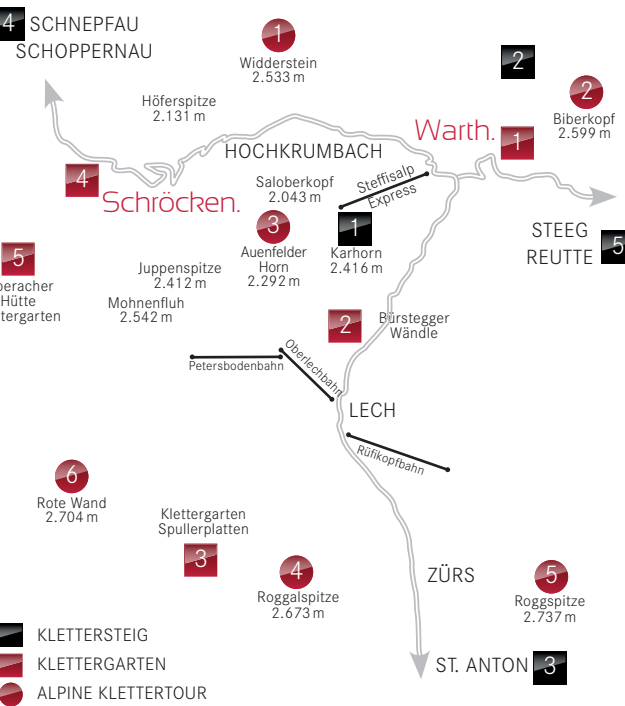 4 SCHNEPFAU
SCHOPPERNAU
1
Widderstein
2.533 m
2
2
Biberkopf
2.599 m
Höferspitze
2.131 m
Warth.
1
HOCHKRUMBACH
4
Schröcken.
Saloberkopf
2.043 m
Steffisalp
Express
3
Auenfelder
Horn
2.292 m
1
Karhorn
2.416 m
STEEG
REUTTE 5
5
Hütte
Juppenspitze
2.412 m
Mohnenfluh
2.542 m
2
Bürstegger
Wändle
Petersbodenbahn
Oberlechbahn
LECH
Rüfikopfbahn
6
Rote Wand
2.704 m
Klettergarten
Spullerplatten
3
4
Roggalspitze
2.673 m
ZÜRS
5
Roggspitze
2.737 m
ST. ANTON 3
KLETTERSTEIG
KLETTERGARTEN
ALPINE KLETTERTOUR